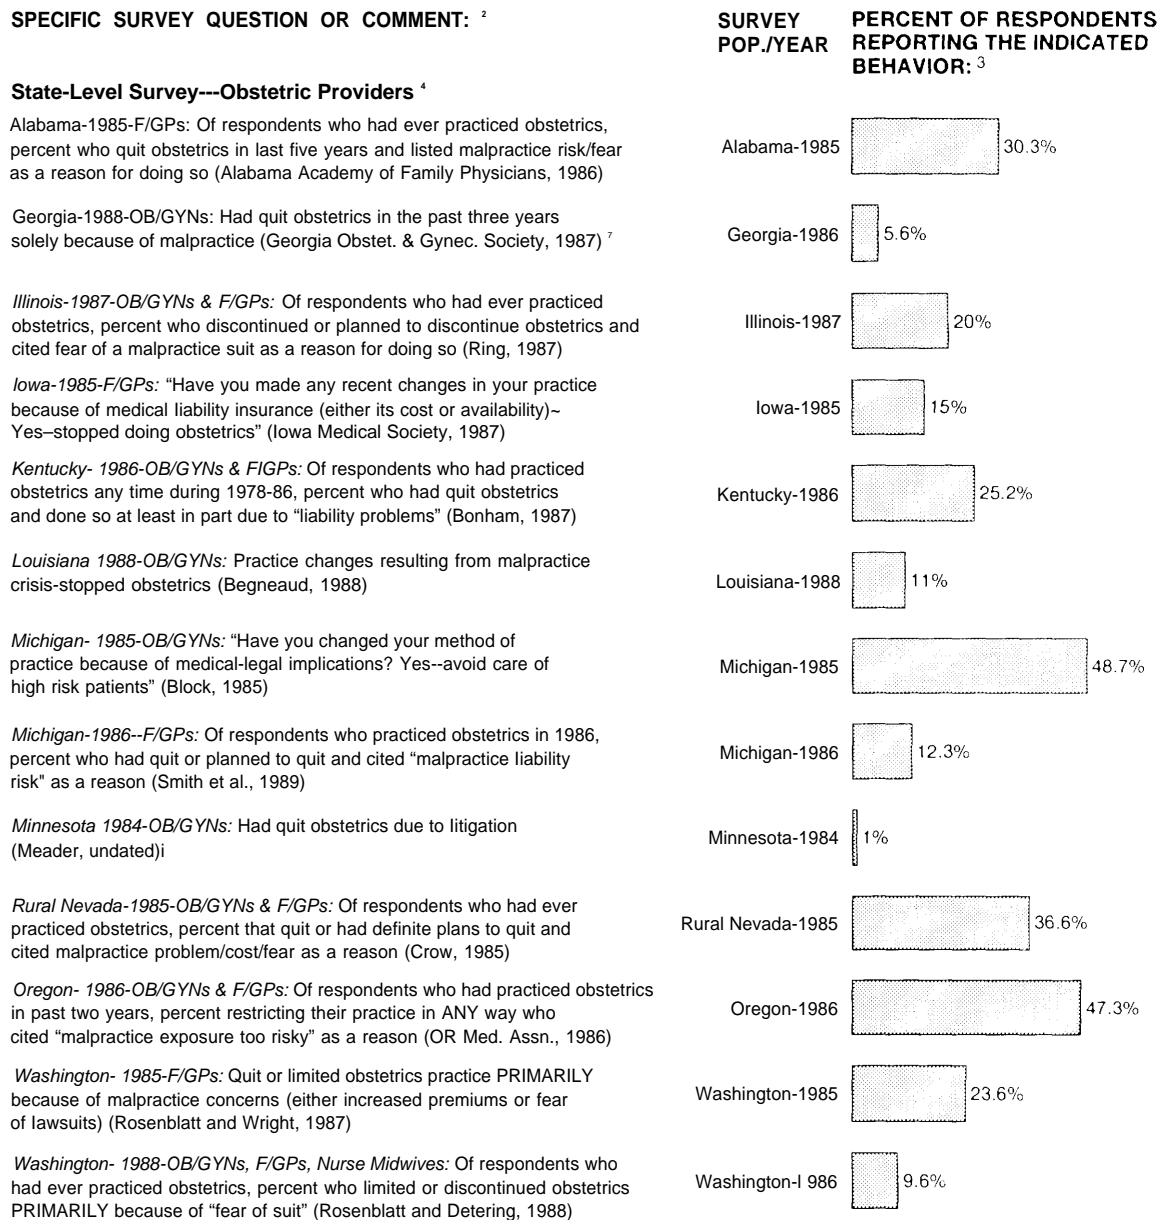 SPECIFIC SURVEY QUESTION OR COMMENT: 2
SURVEY POP./YEAR
PERCENT OF RESPONDENTS REPORTING THE INDICATED BEHAVIOR: 3
State-Level Survey---Obstetric Providers 4
Alabama-1985-F/GPs: Of respondents who had ever practiced obstetrics,
percent who quit obstetrics in last five years and listed malpractice risk/fear
as a reason for doing so (Alabama Academy of Family Physicians, 1986)
Alabama-1985 30.3%
Georgia-1988-OB/GYNs: Had quit obstetrics in the past three years
solely because of malpractice (Georgia Obstet. & Gynec. Society, 1987) 7
Georgia-1986 5.6%
Illinois-1987-OB/GYNs & F/GPs: Of respondents who had ever practiced
obstetrics, percent who discontinued or planned to discontinue obstetrics and
cited fear of a malpractice suit as a reason for doing so (Ring, 1987)
Illinois-1987 20%
Iowa-1985-F/GPs: “Have you made any recent changes in your practice
because of medical liability insurance (either its cost or availability)~
Yes–stopped doing obstetrics” (Iowa Medical Society, 1987)
Iowa-1985 15%
Kentucky- 1986-OB/GYNs & FIGPs: Of respondents who had practiced
obstetrics any time during 1978-86, percent who had quit obstetrics
and done so at least in part due to “liability problems” (Bonham, 1987)
Kentucky-1986 25.2%
Louisiana 1988-OB/GYNs: Practice changes resulting from malpractice
crisis-stopped obstetrics (Begneaud, 1988)
Louisiana-1988 11%
Michigan- 1985-OB/GYNs: “Have you changed your method of
practice because of medical-legal implications? Yes--avoid care of
high risk patients” (Block, 1985)
Michigan-1985 48.7%
Michigan-1986--F/GPs: Of respondents who practiced obstetrics in 1986,
percent who had quit or planned to quit and cited “malpractice liability
risk" as a reason (Smith et al., 1989)
Michigan-1986 12.3%
Minnesota 1984-OB/GYNs: Had quit obstetrics due to litigation
(Meader, undated)i
Minnesota-1984 1%
Rural Nevada-1985-OB/GYNs & F/GPs: Of respondents who had ever
practiced obstetrics, percent that quit or had definite plans to quit and
cited malpractice problem/cost/fear as a reason (Crow, 1985)
Rural Nevada-1985 36.6%
Oregon- 1986-OB/GYNs & F/GPs: Of respondents who had practiced obstetrics
in past two years, percent restricting their practice in ANY way who
cited “malpractice exposure too risky” as a reason (OR Med. Assn., 1986)
Oregon-1986 47.3%
Washington- 1985-F/GPs: Quit or limited obstetrics practice PRIMARILY
because of malpractice concerns (either increased premiums or fear
of lawsuits) (Rosenblatt and Wright, 1987)
Washington-1985 23.6%
Washington- 1988-OB/GYNs, F/GPs, Nurse Midwives: Of respondents who
had ever practiced obstetrics, percent who limited or discontinued obstetrics
PRIMARILY because of “fear of suit” (Rosenblatt and Detering, 1988)
Washington-I 986 9.6%